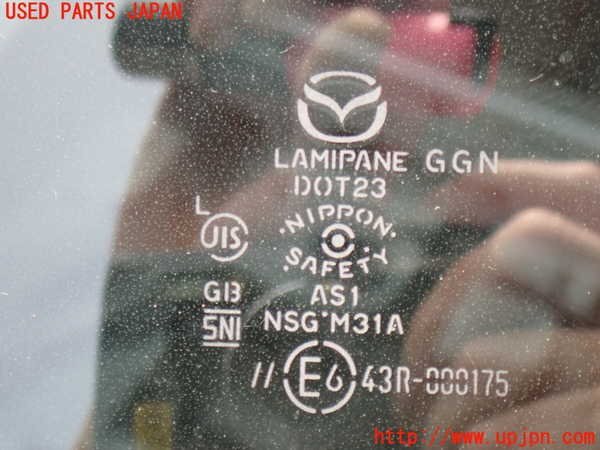 USED PARTS JAPAN
LAMIPANE GGN
DOT23
·NIPPON·
·SAFETY·
L
JIS
GB
SNI
AS1
NSG M31A
// E6 43R-000175
http://www.upjpn.com